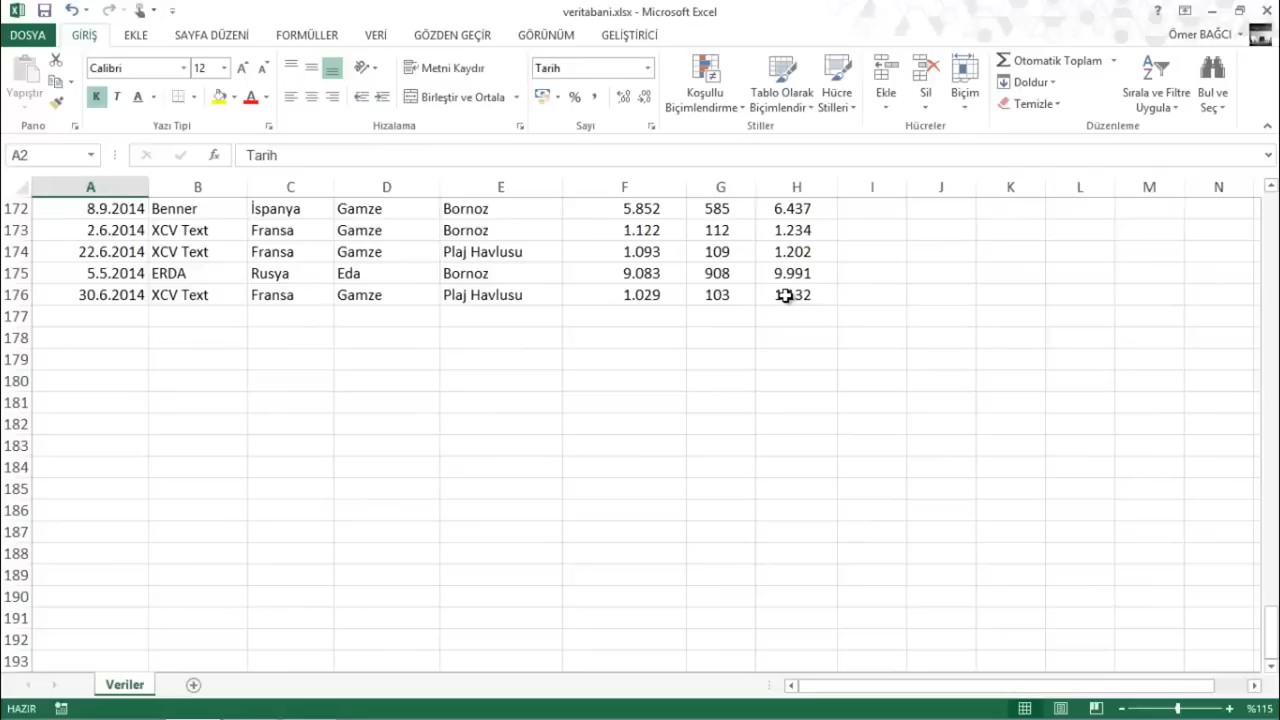 veritabani.xlsx - Microsoft Excel
DOSYA GİRİŞ EKLE SAYFA DÜZENİ FORMÜLLER VERİ GÖZDEN GEÇİR GÖRÜNÜM GELİŞTİRİCİ Ömer BAĞCI
Yapıştır
Pano
Calibri 12
K T A
Yazı Tipi
Metni Kaydır
Birleştir ve Ortala
Hizalama
Tarih
Sayı
Koşullu Biçimlendirme
Tablo Olarak Biçimlendir
Hücre Stilleri
Stiller
Ekle Sil Biçim
Hücreler
Otomatik Toplam
Doldur
Temizle
Sırala ve Filtre Uygula
Bul ve Seç
Düzenleme
A2 fx Tarih
A B C D E F G H I J K L M N
172 8.9.2014 Benner İspanya Gamze Bornoz 5.852 585 6.437
173 2.6.2014 XCV Text Fransa Gamze Bornoz 1.122 112 1.234
174 22.6.2014 XCV Text Fransa Gamze Plaj Havlusu 1.093 109 1.202
175 5.5.2014 ERDA Rusya Eda Bornoz 9.083 908 9.991
176 30.6.2014 XCV Text Fransa Gamze Plaj Havlusu 1.029 103
177
178
179
180
181
182
183
184
185
186
187
188
189
190
191
192
193
Veriler
HAZIR %115